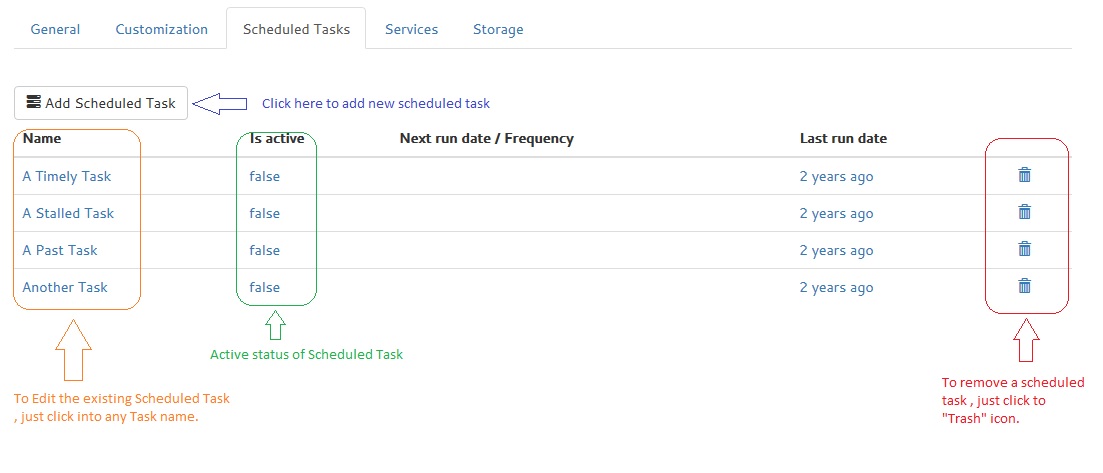 General Customization Scheduled Tasks Services Storage
Add Scheduled Task Click here to add new scheduled task
Name Is active Next run date / Frequency Last run date
A Timely Task false 2 years ago
A Stalled Task false 2 years ago
A Past Task false 2 years ago
Another Task false 2 years ago
Active status of Scheduled Task
To Edit the existing Scheduled Task
, just click into any Task name.
To remove a scheduled
task , just click to
"Trash" icon.